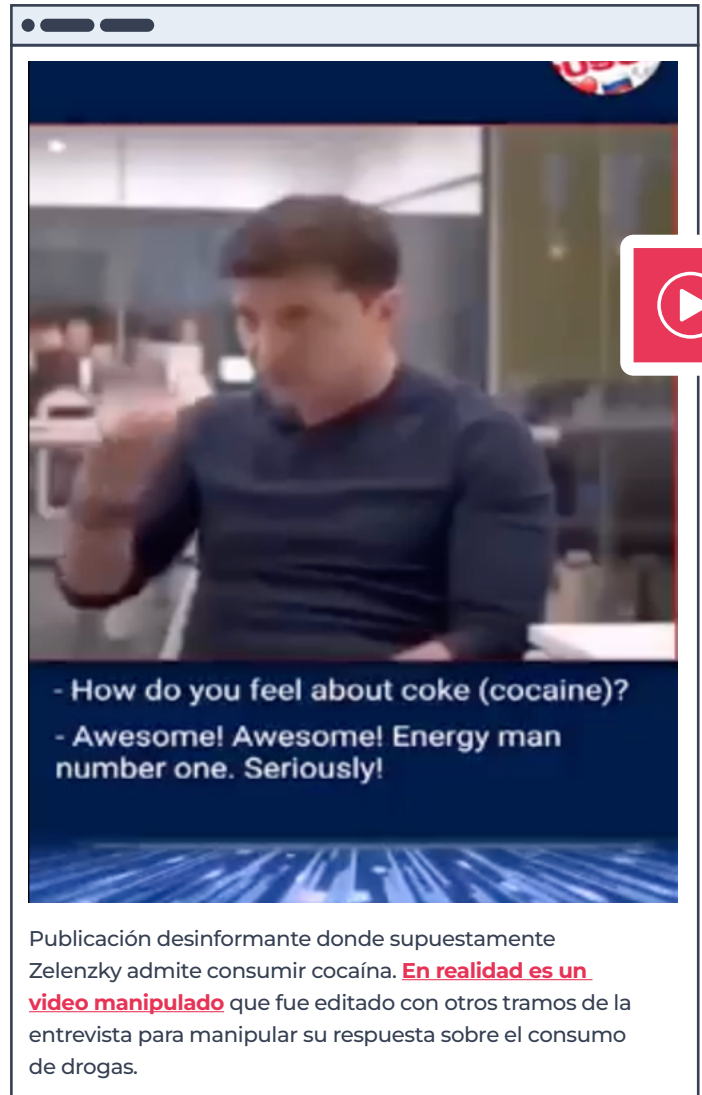 - How do you feel about coke (cocaine)?
- Awesome! Awesome! Energy man
number one. Seriously!
Publicación desinformante donde supuestamente
Zelenzky admite consumir cocaína. En realidad es un
video manipulado que fue editado con otros tramos de la
entrevista para manipular su respuesta sobre el consumo
de drogas.